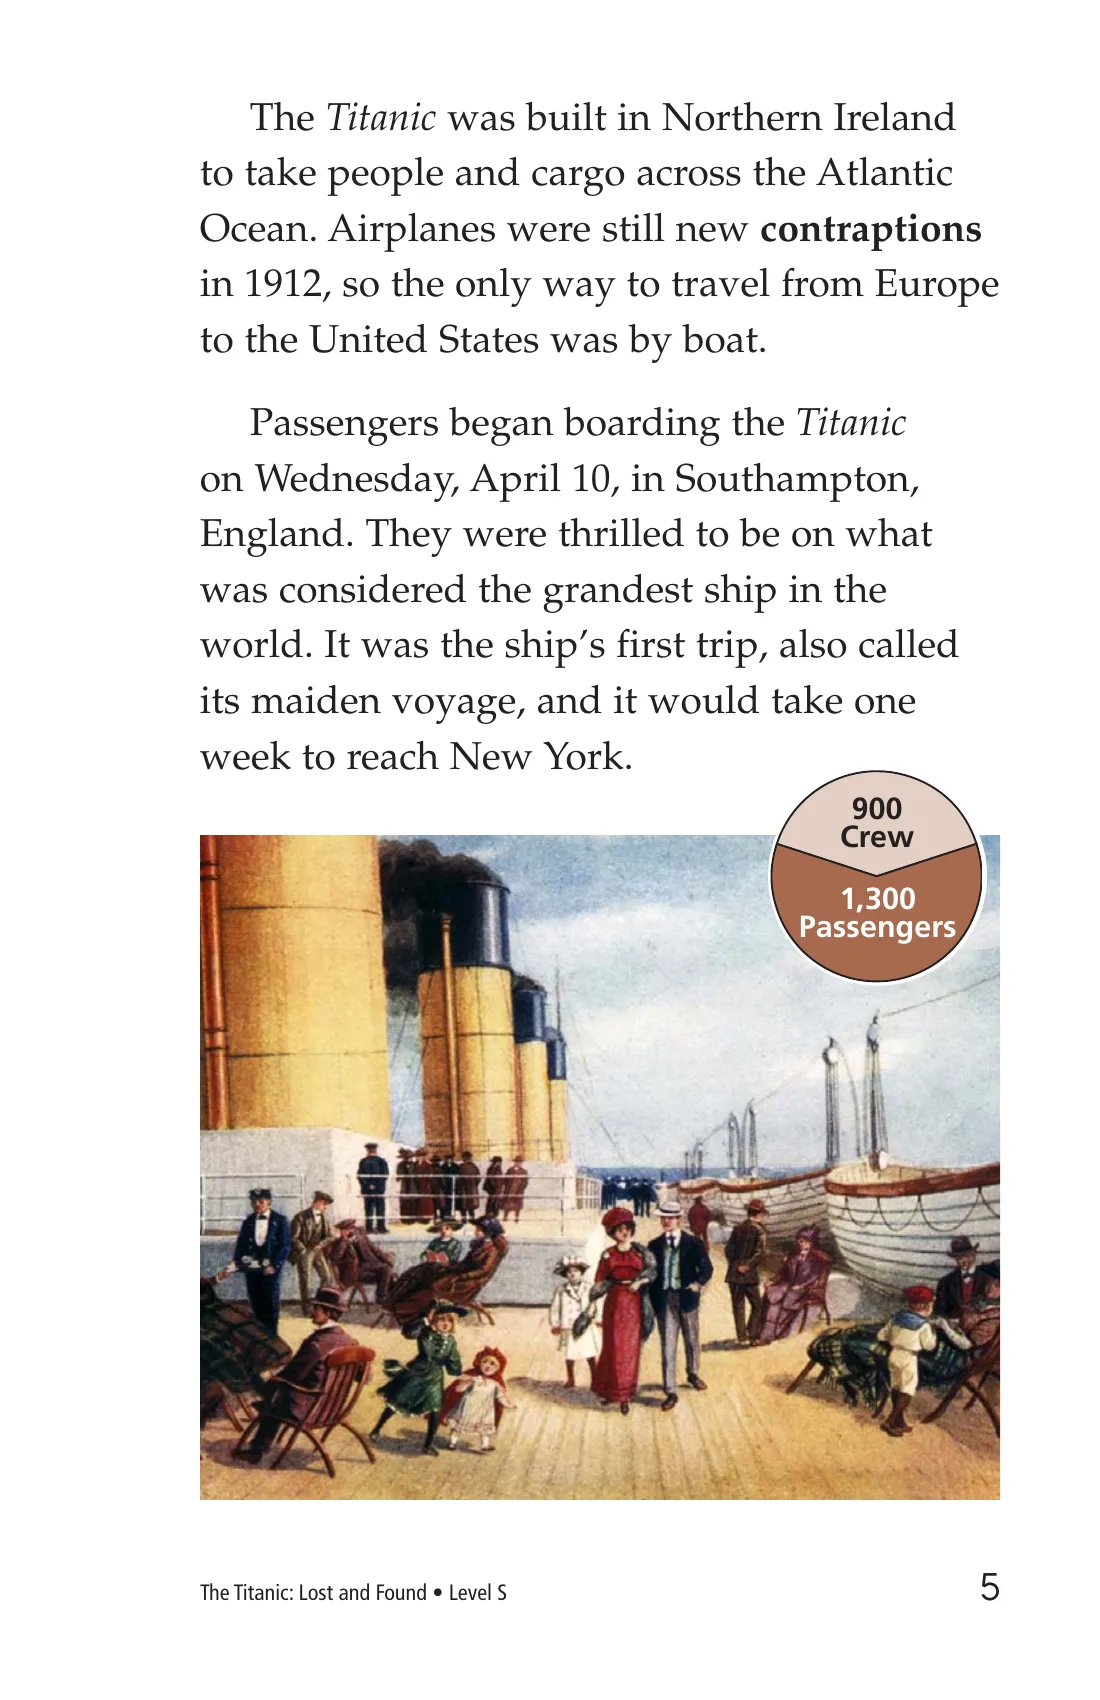 The Titanic was built in Northern Ireland
to take people and cargo across the Atlantic
Ocean. Airplanes were still new contraptions
in 1912, so the only way to travel from Europe
to the United States was by boat.
Passengers began boarding the Titanic
on Wednesday, April 10, in Southampton,
England. They were thrilled to be on what
was considered the grandest ship in the
world. It was the ship’s first trip, also called
its maiden voyage, and it would take one
week to reach New York.
900
Crew
1,300
Passengers
The Titanic: Lost and Found • Level S
5